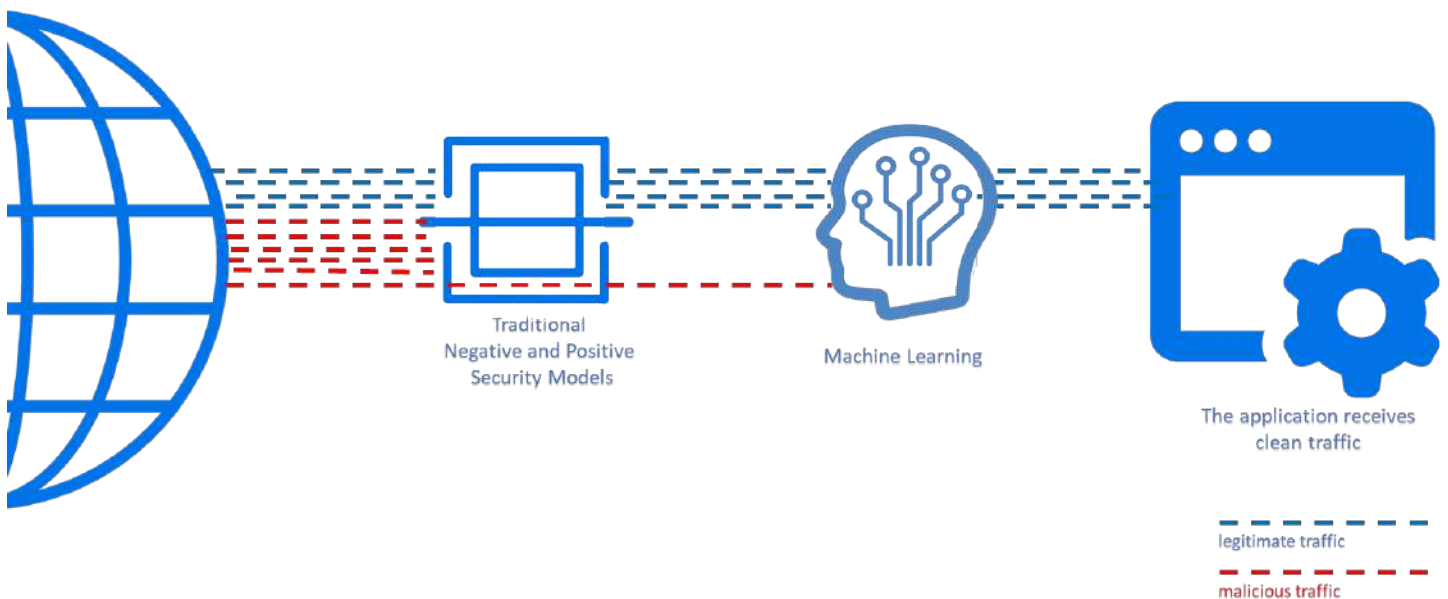 Traditional
Negative and Positive
Security Models
Machine Learning
The application receives
clean traffic
legitimate traffic
malicious traffic